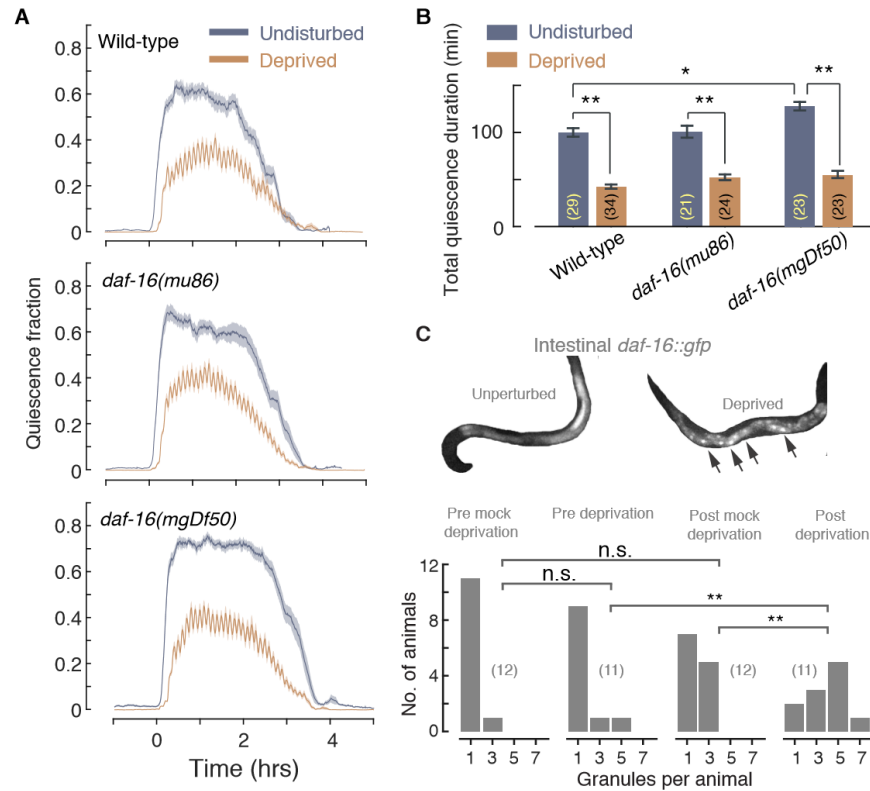 A
Wild-type
Undisturbed
Deprived
0.8
0.6
0.4
0.2
0
daf-16(mu86)
0.8
0.6
0.4
0.2
0
Quiescence fraction
daf-16(mgDf50)
0.8
0.6
0.4
0.2
0
0 2 4
Time (hrs)
B
Undisturbed
Deprived
Total quiescence duration (min)
100
0
*
** ** **
(29) (34) (21) (24) (23) (23)
Wild-type daf-16(mu86) daf-16(mgDf50)
C
Intestinal daf-16::gfp
Unperturbed
Deprived
Pre mock deprivation
Pre deprivation
Post mock deprivation
Post deprivation
n.s.
n.s.
**
**
No. of animals
12
8
4
0
(12) (11) (12) (11)
1 3 5 7 1 3 5 7 1 3 5 7 1 3 5 7
Granules per animal